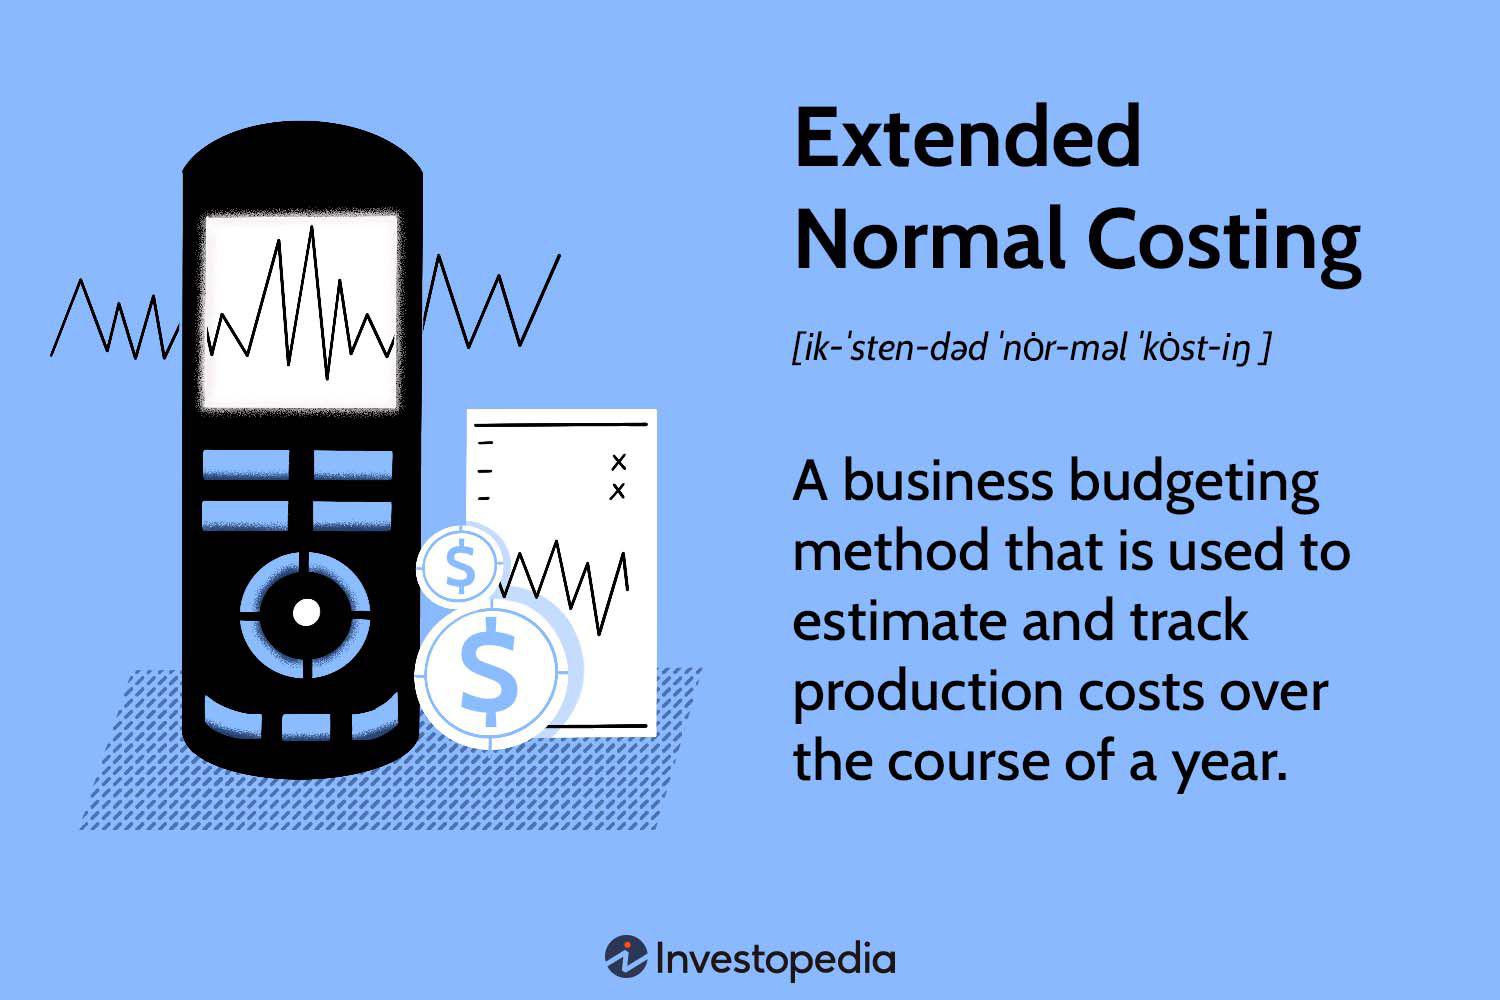 Extended
Normal Costing
[ik-ˈsten-dəd ˈnȯr-məl ˈkȯst-iŋ ]
A business budgeting
method that is used to
estimate and track
production costs over
the course of a year.
x
x
$
$
Investopedia